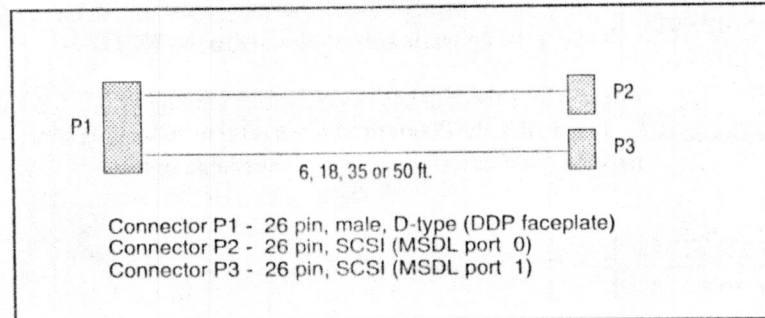 P2
P1
P3
6, 18, 35 or 50 ft.
Connector P1 - 26 pin, male, D-type (DDP faceplate)
Connector P2 - 26 pin, SCSI (MSDL port 0)
Connector P3 - 26 pin, SCSI (MSDL port 1)